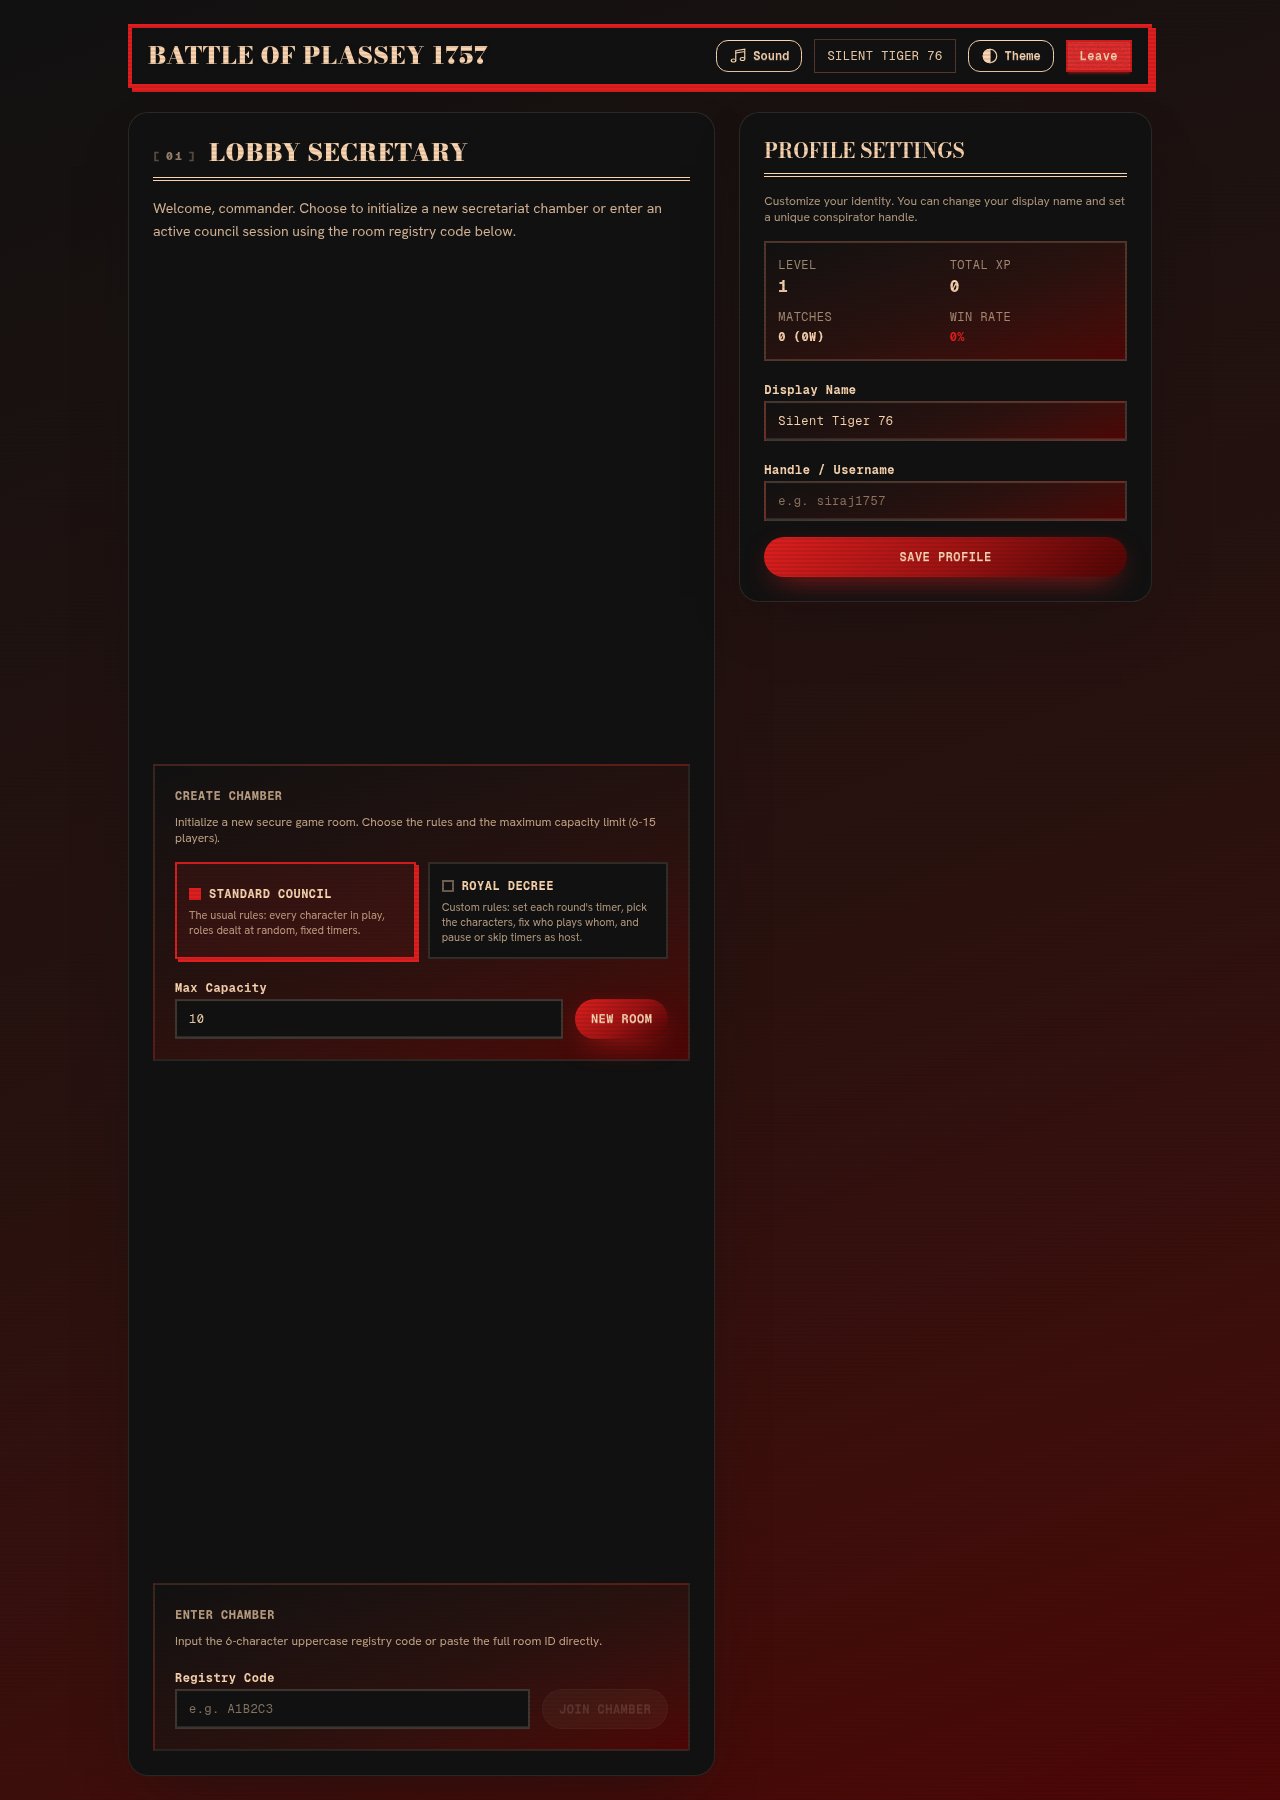 BATTLE OF PLASSEY 1757
Sound
SILENT TIGER 76
Theme
Leave
[ 01 ] LOBBY SECRETARY
Welcome, commander. Choose to initialize a new secretariat chamber or enter an
active council session using the room registry code below.
CREATE CHAMBER
Initialize a new secure game room. Choose the rules and the maximum capacity limit (6-15
players).
STANDARD COUNCIL
The usual rules: every character in play,
roles dealt at random, fixed timers.
ROYAL DECREE
Custom rules: set each round's timer, pick
the characters, fix who plays whom, and
pause or skip timers as host.
Max Capacity
10
NEW ROOM
ENTER CHAMBER
Input the 6-character uppercase registry code or paste the full room ID directly.
Registry Code
e.g. A1B2C3
JOIN CHAMBER
PROFILE SETTINGS
Customize your identity. You can change your display name and set
a unique conspirator handle.
LEVEL
1
TOTAL XP
0
MATCHES
0 (0W)
WIN RATE
0%
Display Name
Silent Tiger 76
Handle / Username
e.g. siraj1757
SAVE PROFILE